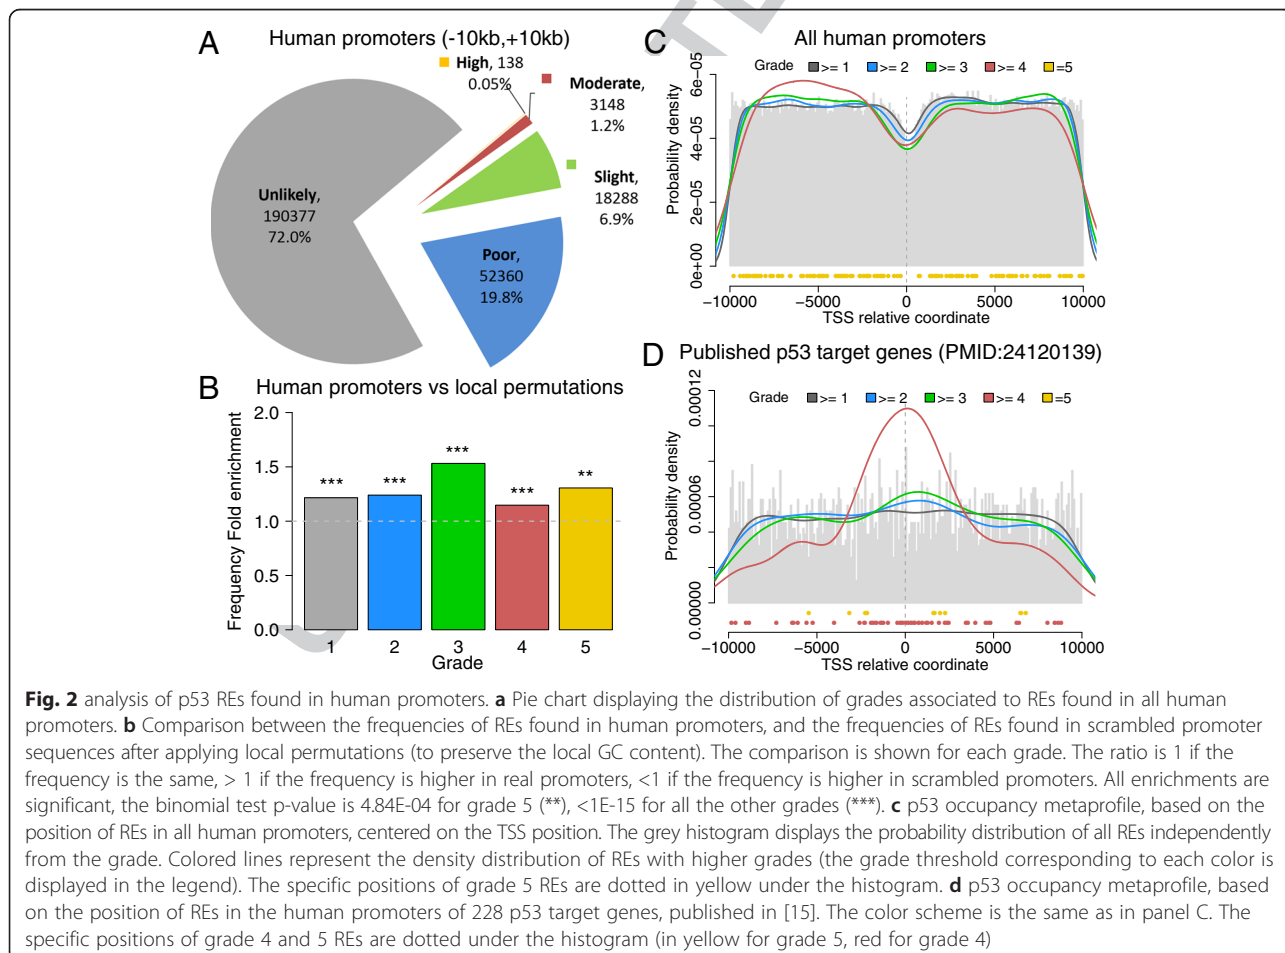 A
Human promoters (-10kb,+10kb)
High, 138
0.05%
Moderate,
3148
1.2%
Slight,
18288
6.9%
Unlikely,
190377
72.0%
Poor,
52360
19.8%
B
Human promoters vs local permutations
Frequency Fold enrichment
2.0
1.5
1.0
0.5
0.0
***
***
***
***
**
1 2 3 4 5
Grade
C
All human promoters
Grade >= 1 >= 2 >= 3 >= 4 =5
Probability density
6e−05
4e−05
2e−05
0e+00
−10000 −5000 0 5000 10000
TSS relative coordinate
D
Published p53 target genes (PMID:24120139)
Grade >= 1 >= 2 >= 3 >= 4 =5
Probability density
0.00012
0.00006
0.00000
−10000 −5000 0 5000 10000
TSS relative coordinate
Fig. 2 analysis of p53 REs found in human promoters. a Pie chart displaying the distribution of grades associated to REs found in all human
promoters. b Comparison between the frequencies of REs found in human promoters, and the frequencies of REs found in scrambled promoter
sequences after applying local permutations (to preserve the local GC content). The comparison is shown for each grade. The ratio is 1 if the
frequency is the same, > 1 if the frequency is higher in real promoters, <1 if the frequency is higher in scrambled promoters. All enrichments are
significant, the binomial test p-value is 4.84E-04 for grade 5 (**), <1E-15 for all the other grades (***). c p53 occupancy metaprofile, based on the
position of REs in all human promoters, centered on the TSS position. The grey histogram displays the probability distribution of all REs independently
from the grade. Colored lines represent the density distribution of REs with higher grades (the grade threshold corresponding to each color is
displayed in the legend). The specific positions of grade 5 REs are dotted in yellow under the histogram. d p53 occupancy metaprofile, based
on the position of REs in the human promoters of 228 p53 target genes, published in [15]. The color scheme is the same as in panel C. The
specific positions of grade 4 and 5 REs are dotted under the histogram (in yellow for grade 5, red for grade 4)